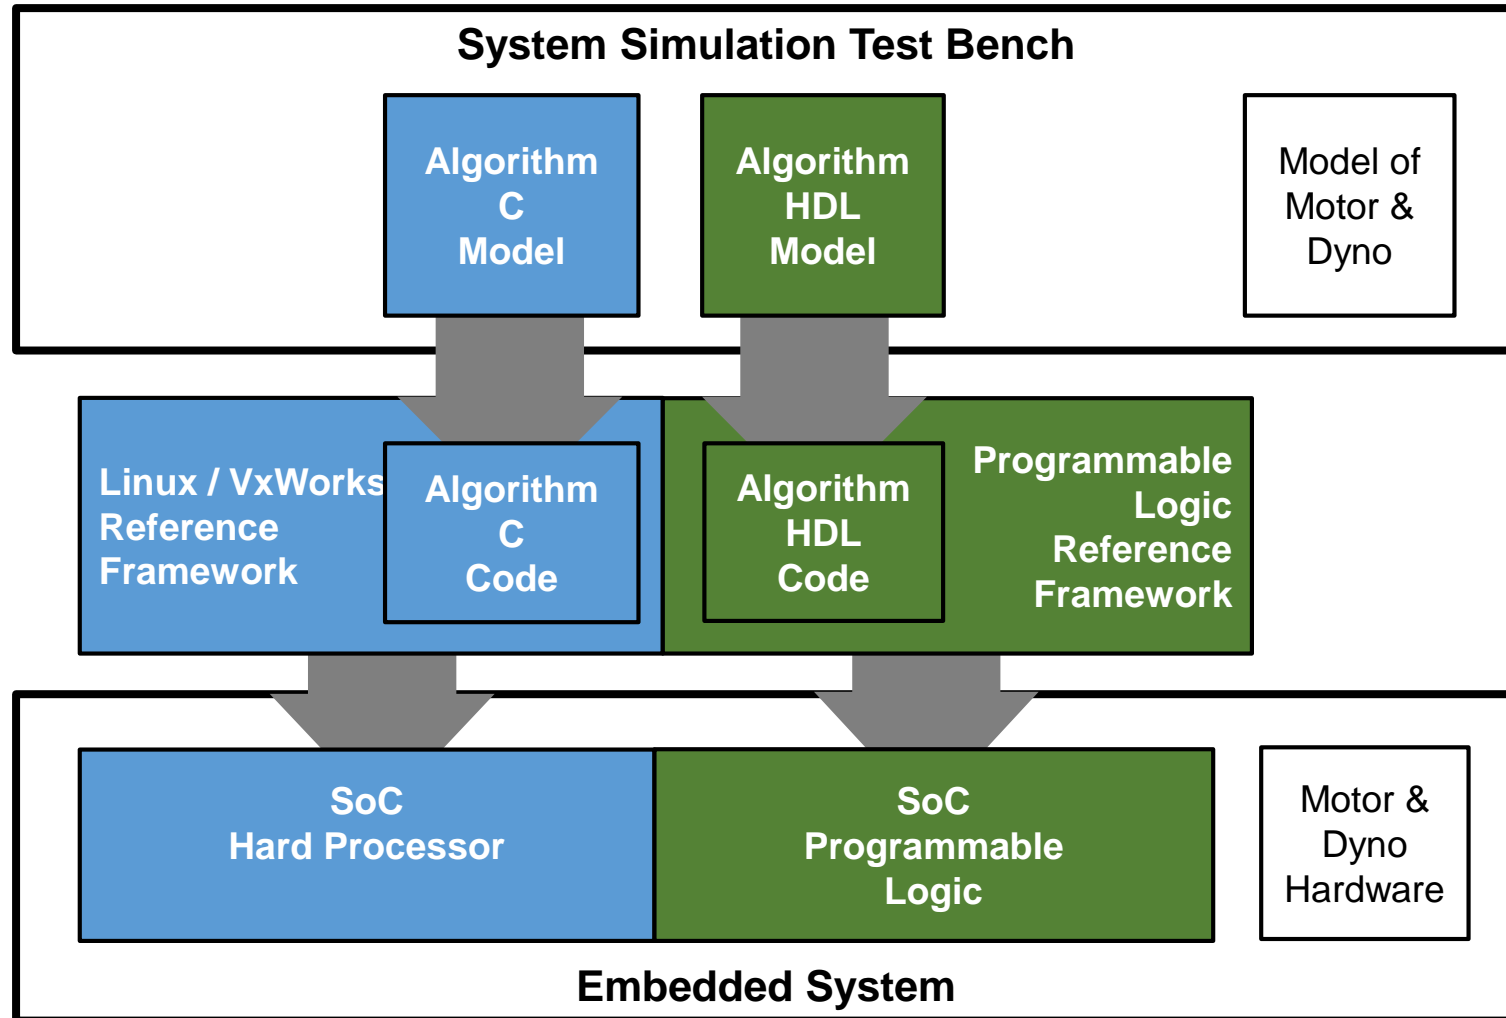 System Simulation Test Bench
Algorithm
C
Model
Algorithm
HDL
Model
Model of
Motor &
Dyno
Linux / VxWorks
Reference
Framework
Algorithm
C
Code
Algorithm
HDL
Code
Programmable
Logic
Reference
Framework
SoC
Hard Processor
SoC
Programmable
Logic
Motor &
Dyno
Hardware
Embedded System